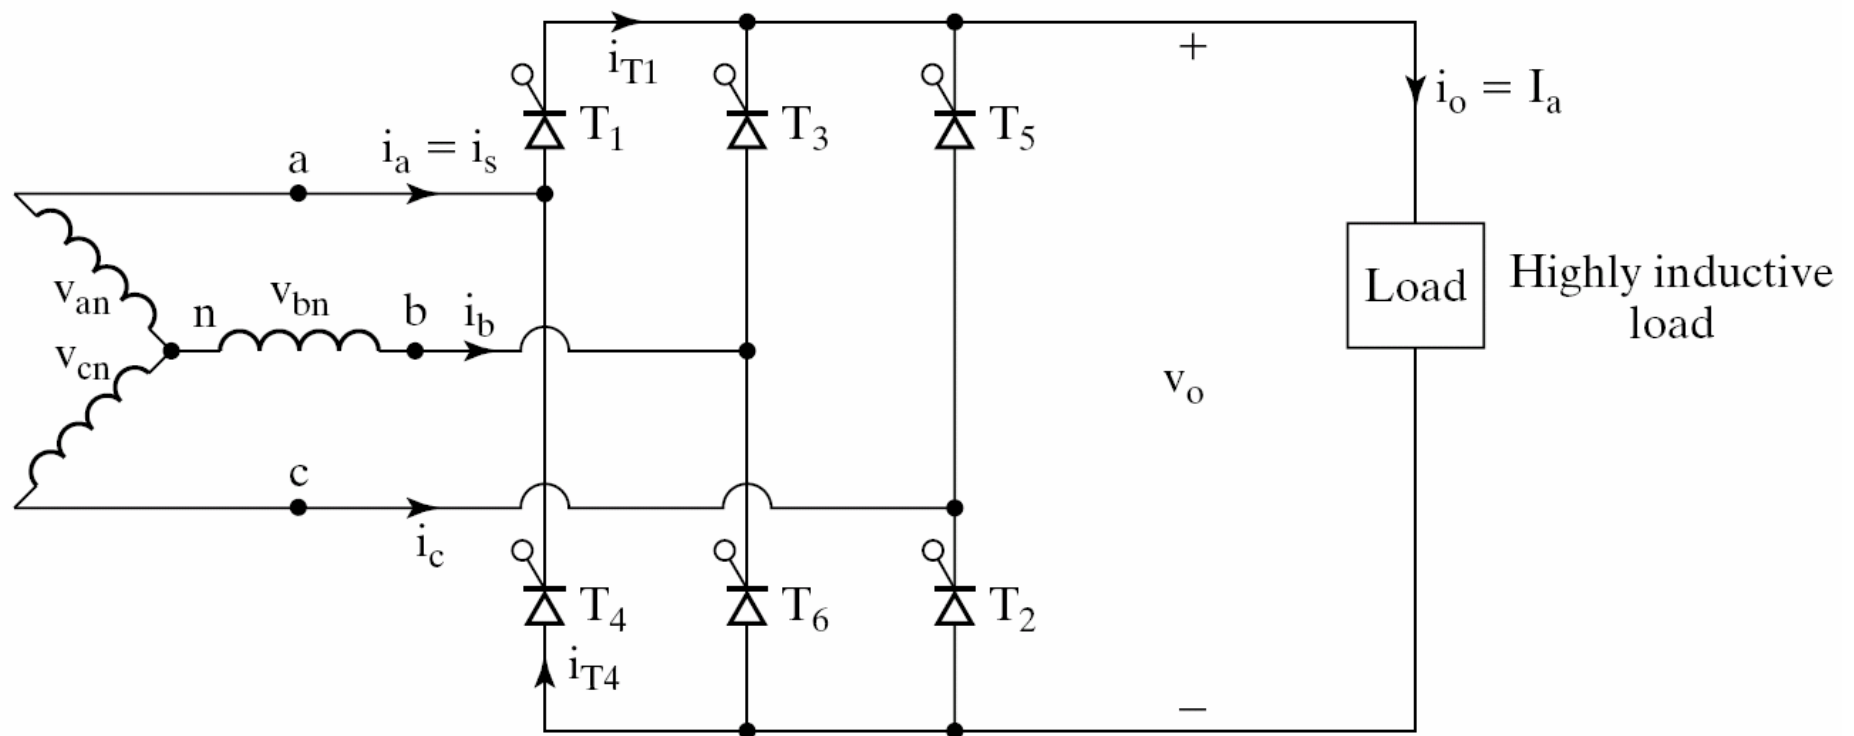 +
i_T1
i_o = I_a
T_1
T_3
T_5
a
i_a = i_s
v_an
n
v_bn
b
i_b
v_cn
v_o
Load
Highly inductive
load
c
i_c
T_4
T_6
T_2
i_T4
−